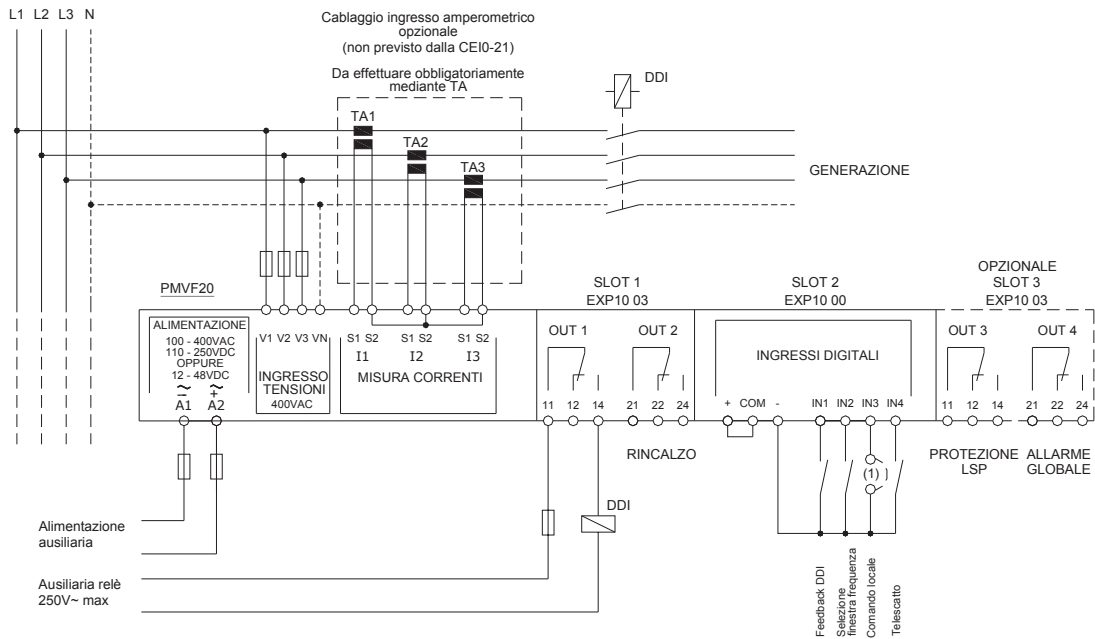 L1 L2 L3 N
Cablaggio ingresso amperometrico
opzionale
(non previsto dalla CEI0-21)
Da effettuare obbligatoriamente
mediante TA
DDI
TA1
TA2
TA3
GENERAZIONE
PMVF20
SLOT 1
EXP10 03
SLOT 2
EXP10 00
OPZIONALE
SLOT 3
EXP10 03
ALIMENTAZIONE
100 - 400VAC
110 - 250VDC
OPPURE
12 - 48VDC
~ ~
- +
A1 A2
V1 V2 V3 VN
INGRESSO
TENSIONI
400VAC
S1 S2 S1 S2 S1 S2
I1 I2 I3
MISURA CORRENTI
OUT 1 OUT 2
11 12 14 21 22 24
RINCALZO
INGRESSI DIGITALI
+ COM - IN1 IN2 IN3 IN4
OUT 3 OUT 4
11 12 14 21 22 24
PROTEZIONE
LSP
ALLARME
GLOBALE
(1)
DDI
Alimentazione
ausiliaria
Ausiliaria relè
250V~ max
Feedback DDI
Selezione
finestra frequenza
Comando locale
Telescatto